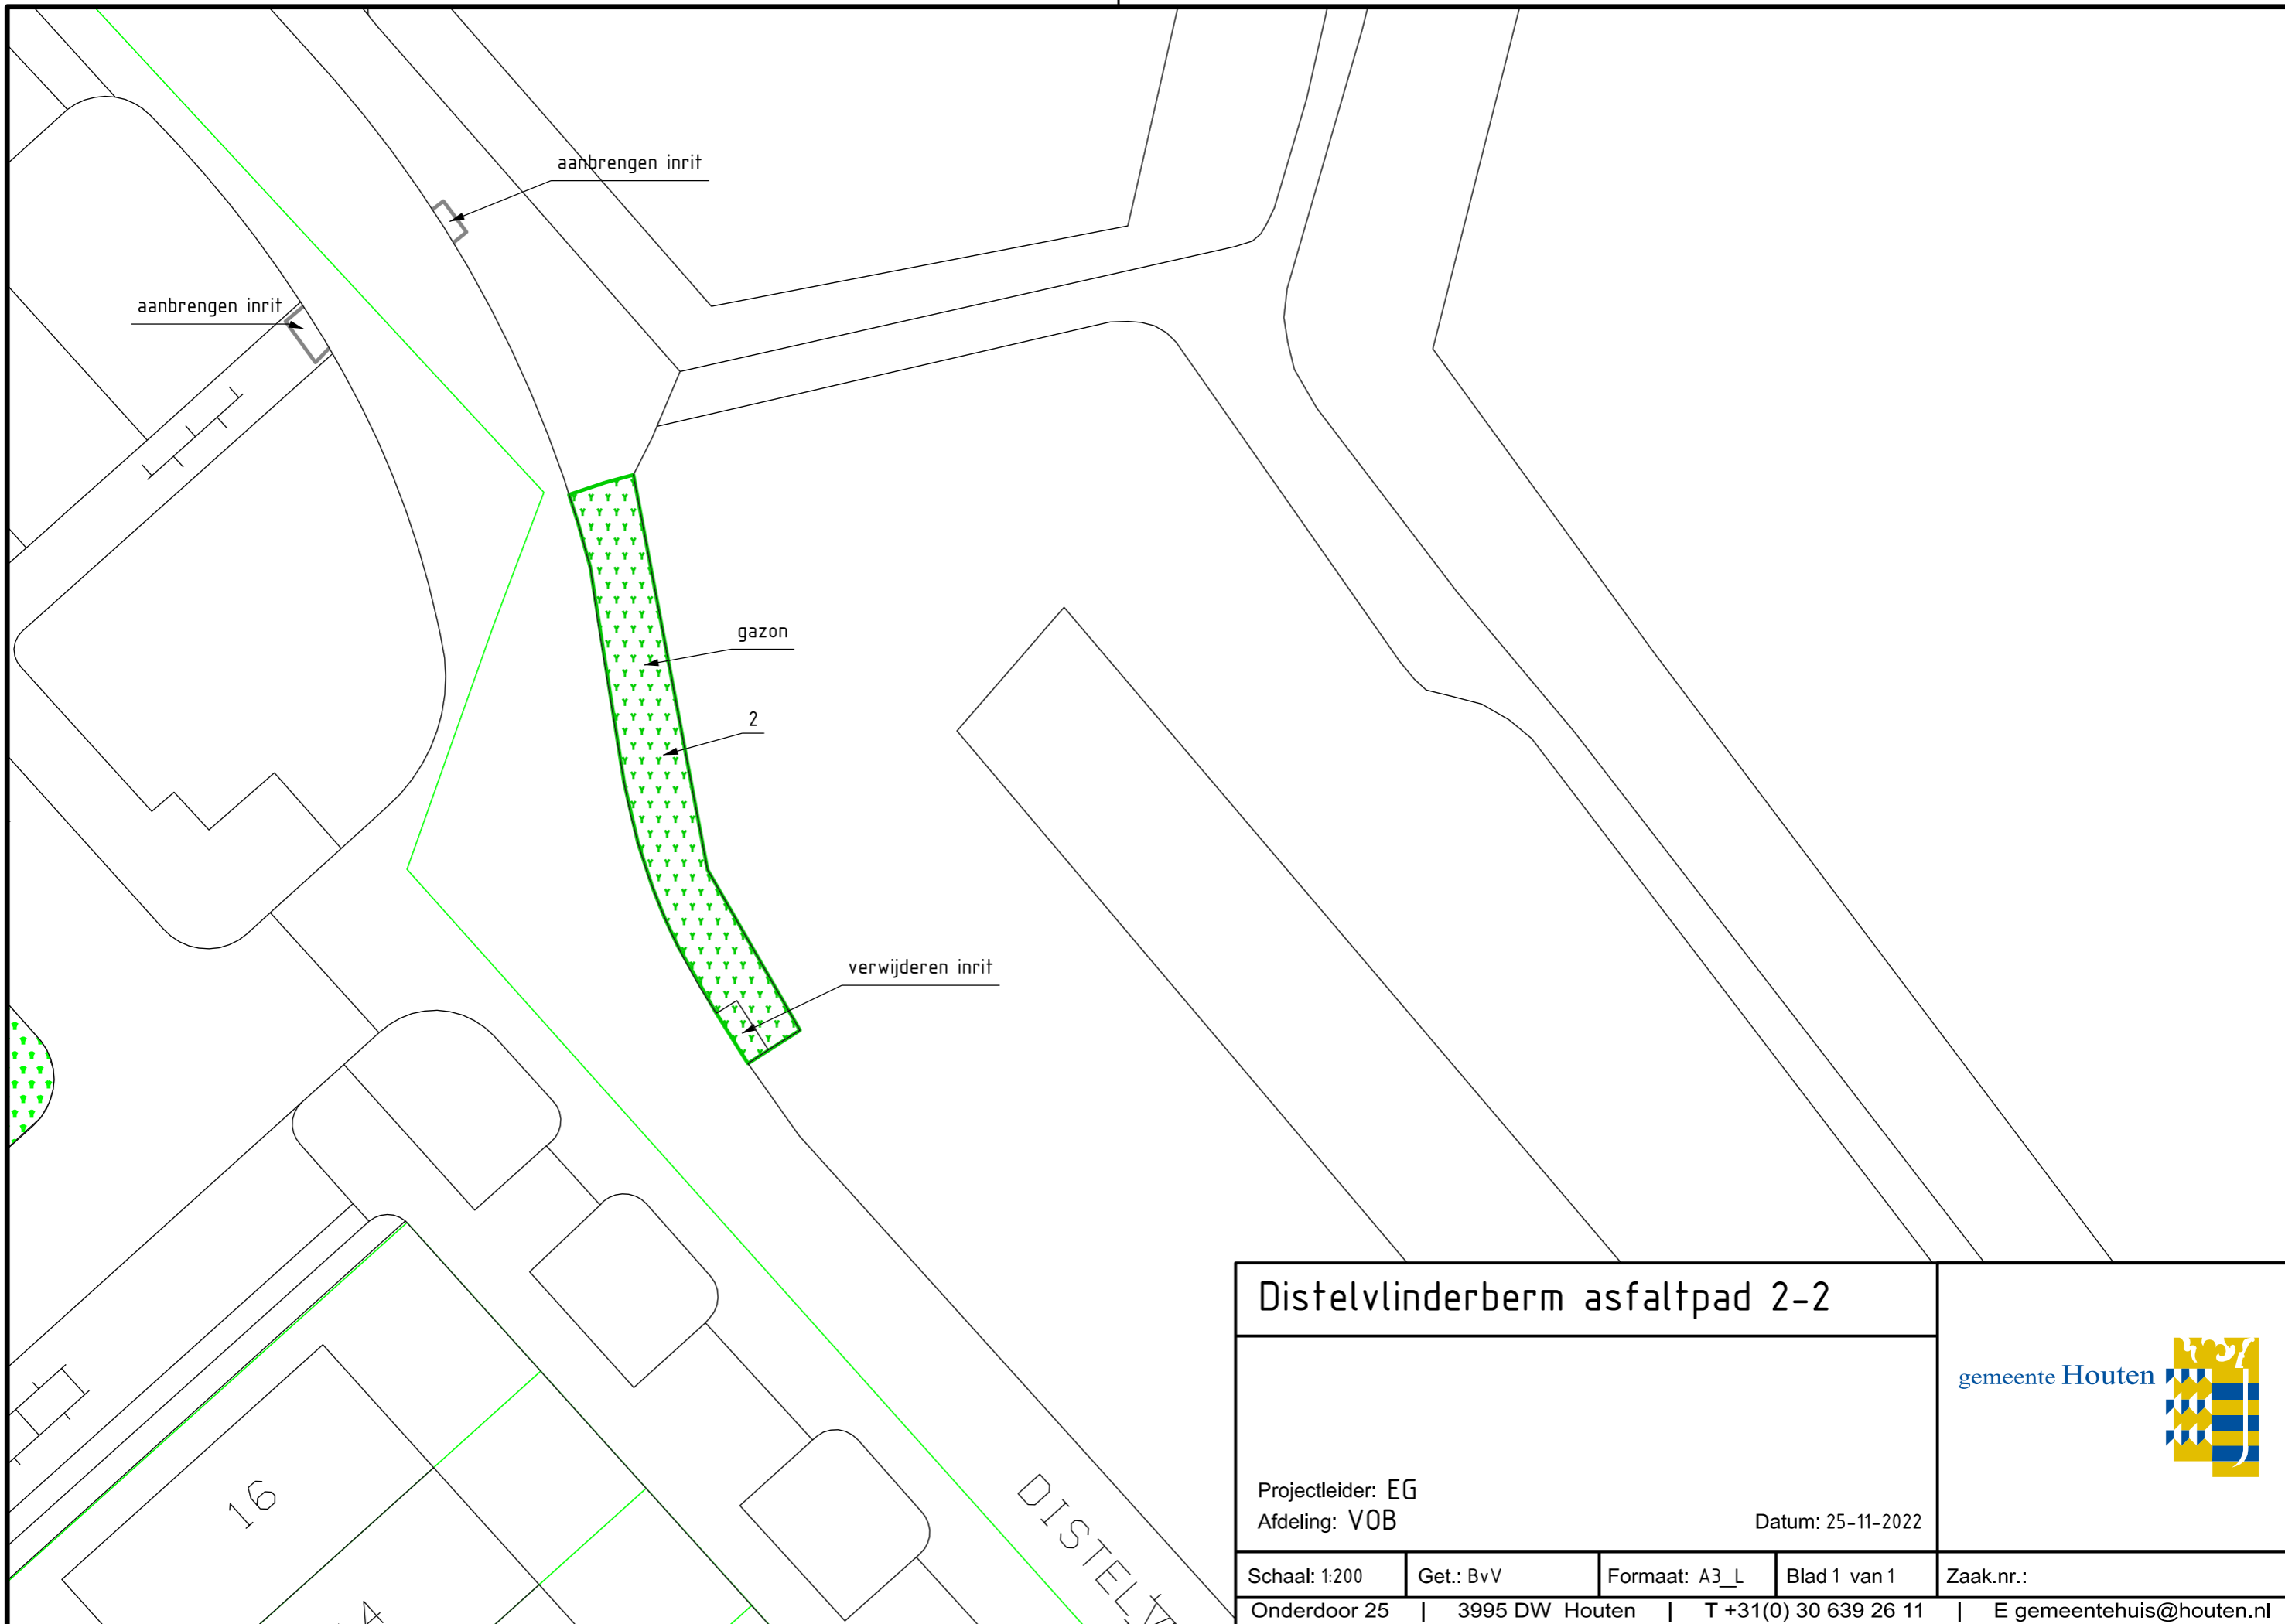 aanbrengen inrit
aanbrengen inrit
gazon
2
verwijderen inrit
16
Distelvlinderberm asfaltpad 2-2
gemeente Houten
Projectleider: EG
Afdeling: VOB
Datum: 25-11-2022
Schaal: 1:200
Get.: BvV
Formaat: A3_L
Blad 1 van 1
Zaak.nr.:
Onderdoor 25 | 3995 DW Houten | T +31(0) 30 639 26 11 | E gemeentehuis@houten.nl